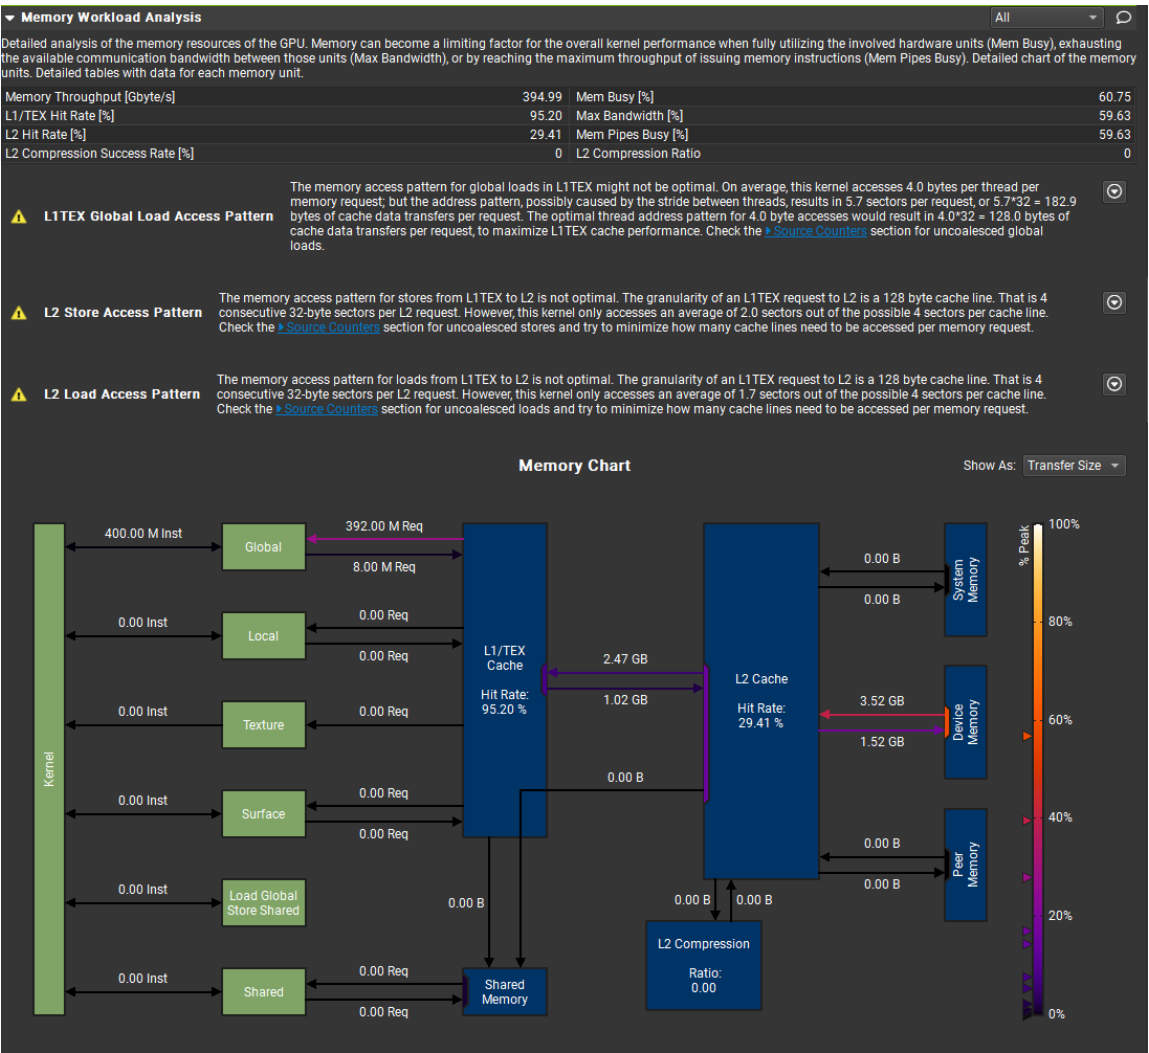 Memory Workload Analysis
All
Detailed analysis of the memory resources of the GPU. Memory can become a limiting factor for the overall kernel performance when fully utilizing the involved hardware units (Mem Busy), exhausting
the available communication bandwidth between those units (Max Bandwidth), or by reaching the maximum throughput of issuing memory instructions (Mem Pipes Busy). Detailed chart of the memory
units. Detailed tables with data for each memory unit.
Memory Throughput [Gbyte/s] 394.99 Mem Busy [%] 60.75
L1/TEX Hit Rate [%] 95.20 Max Bandwidth [%] 59.63
L2 Hit Rate [%] 29.41 Mem Pipes Busy [%] 59.63
L2 Compression Success Rate [%] 0 L2 Compression Ratio 0
L1TEX Global Load Access Pattern
The memory access pattern for global loads in L1TEX might not be optimal. On average, this kernel accesses 4.0 bytes per thread per
memory request; but the address pattern, possibly caused by the stride between threads, results in 5.7 sectors per request, or 5.7*32 = 182.9
bytes of cache data transfers per request. The optimal thread address pattern for 4.0 byte accesses would result in 4.0*32 = 128.0 bytes of
cache data transfers per request, to maximize L1TEX cache performance. Check the Source Counters section for uncoalesced global
loads.
L2 Store Access Pattern
The memory access pattern for stores from L1TEX to L2 is not optimal. The granularity of an L1TEX request to L2 is a 128 byte cache line. That is 4
consecutive 32-byte sectors per L2 request. However, this kernel only accesses an average of 2.0 sectors out of the possible 4 sectors per cache line.
Check the Source Counters section for uncoalesced stores and try to minimize how many cache lines need to be accessed per memory request.
L2 Load Access Pattern
The memory access pattern for loads from L1TEX to L2 is not optimal. The granularity of an L1TEX request to L2 is a 128 byte cache line. That is 4
consecutive 32-byte sectors per L2 request. However, this kernel only accesses an average of 1.7 sectors out of the possible 4 sectors per cache line.
Check the Source Counters section for uncoalesced loads and try to minimize how many cache lines need to be accessed per memory request.
Memory Chart
Show As: Transfer Size
Kernel
400.00 M Inst
Global
392.00 M Req
8.00 M Req
0.00 Inst
Local
0.00 Req
0.00 Req
0.00 Inst
Texture
0.00 Req
0.00 Inst
Surface
0.00 Req
0.00 Req
0.00 Inst
Load Global
Store Shared
0.00 Inst
Shared
0.00 Req
0.00 Req
L1/TEX
Cache
Hit Rate:
95.20 %
0.00 B
Shared
Memory
2.47 GB
1.02 GB
0.00 B
L2 Cache
Hit Rate:
29.41 %
0.00 B
0.00 B
L2 Compression
Ratio:
0.00
0.00 B
0.00 B
System
Memory
3.52 GB
1.52 GB
Device
Memory
0.00 B
0.00 B
Peer
Memory
% Peak
100%
80%
60%
40%
20%
0%